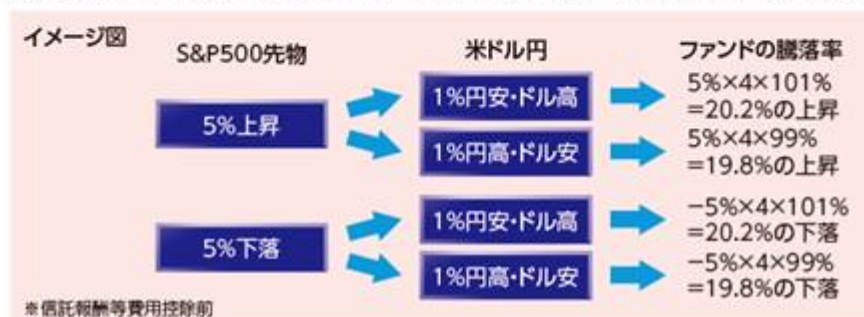 イメージ図
S&P500先物
米ドル円
ファンドの騰落率
5%上昇
1%円安・ドル高
5%×4×101%
=20.2%の上昇
1%円高・ドル安
5%×4×99%
=19.8%の上昇
5%下落
1%円安・ドル高
−5%×4×101%
=20.2%の下落
1%円高・ドル安
−5%×4×99%
=19.8%の下落
※信託報酬等費用控除前